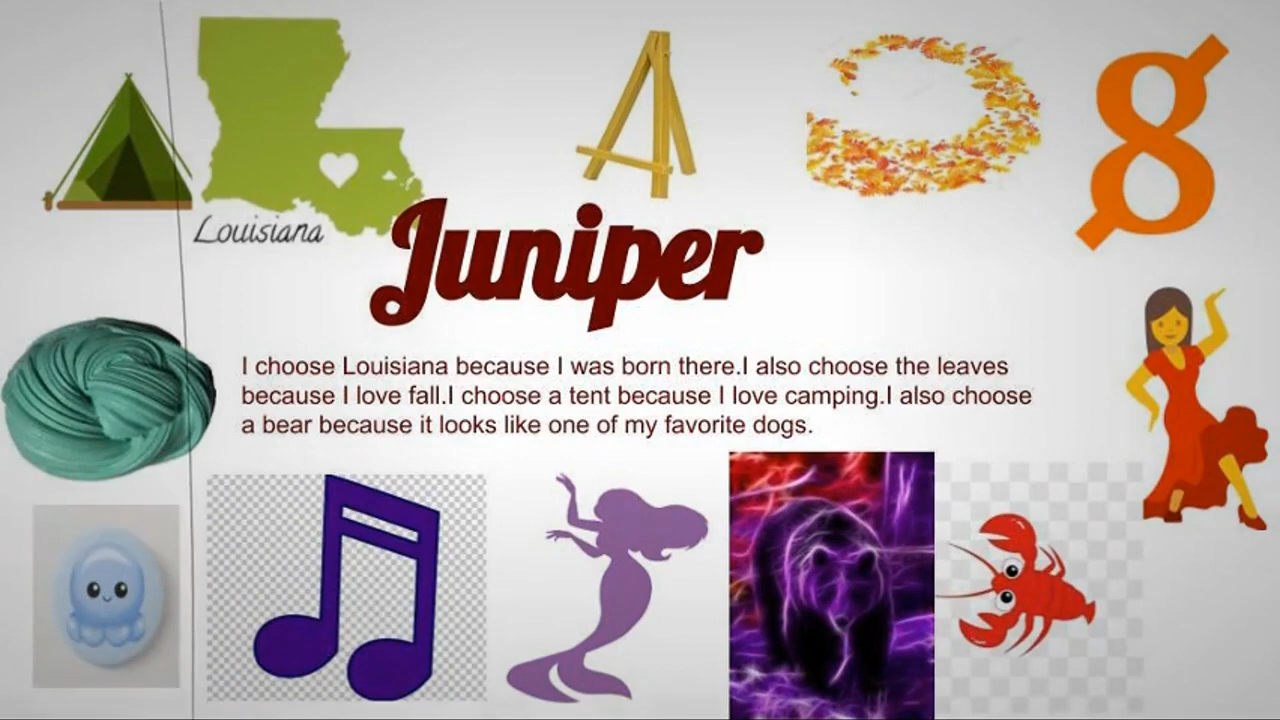 8
Louisiana
Juniper
I choose Louisiana because I was born there.I also choose the leaves
because I love fall.I choose a tent because I love camping.I also choose
a bear because it looks like one of my favorite dogs.